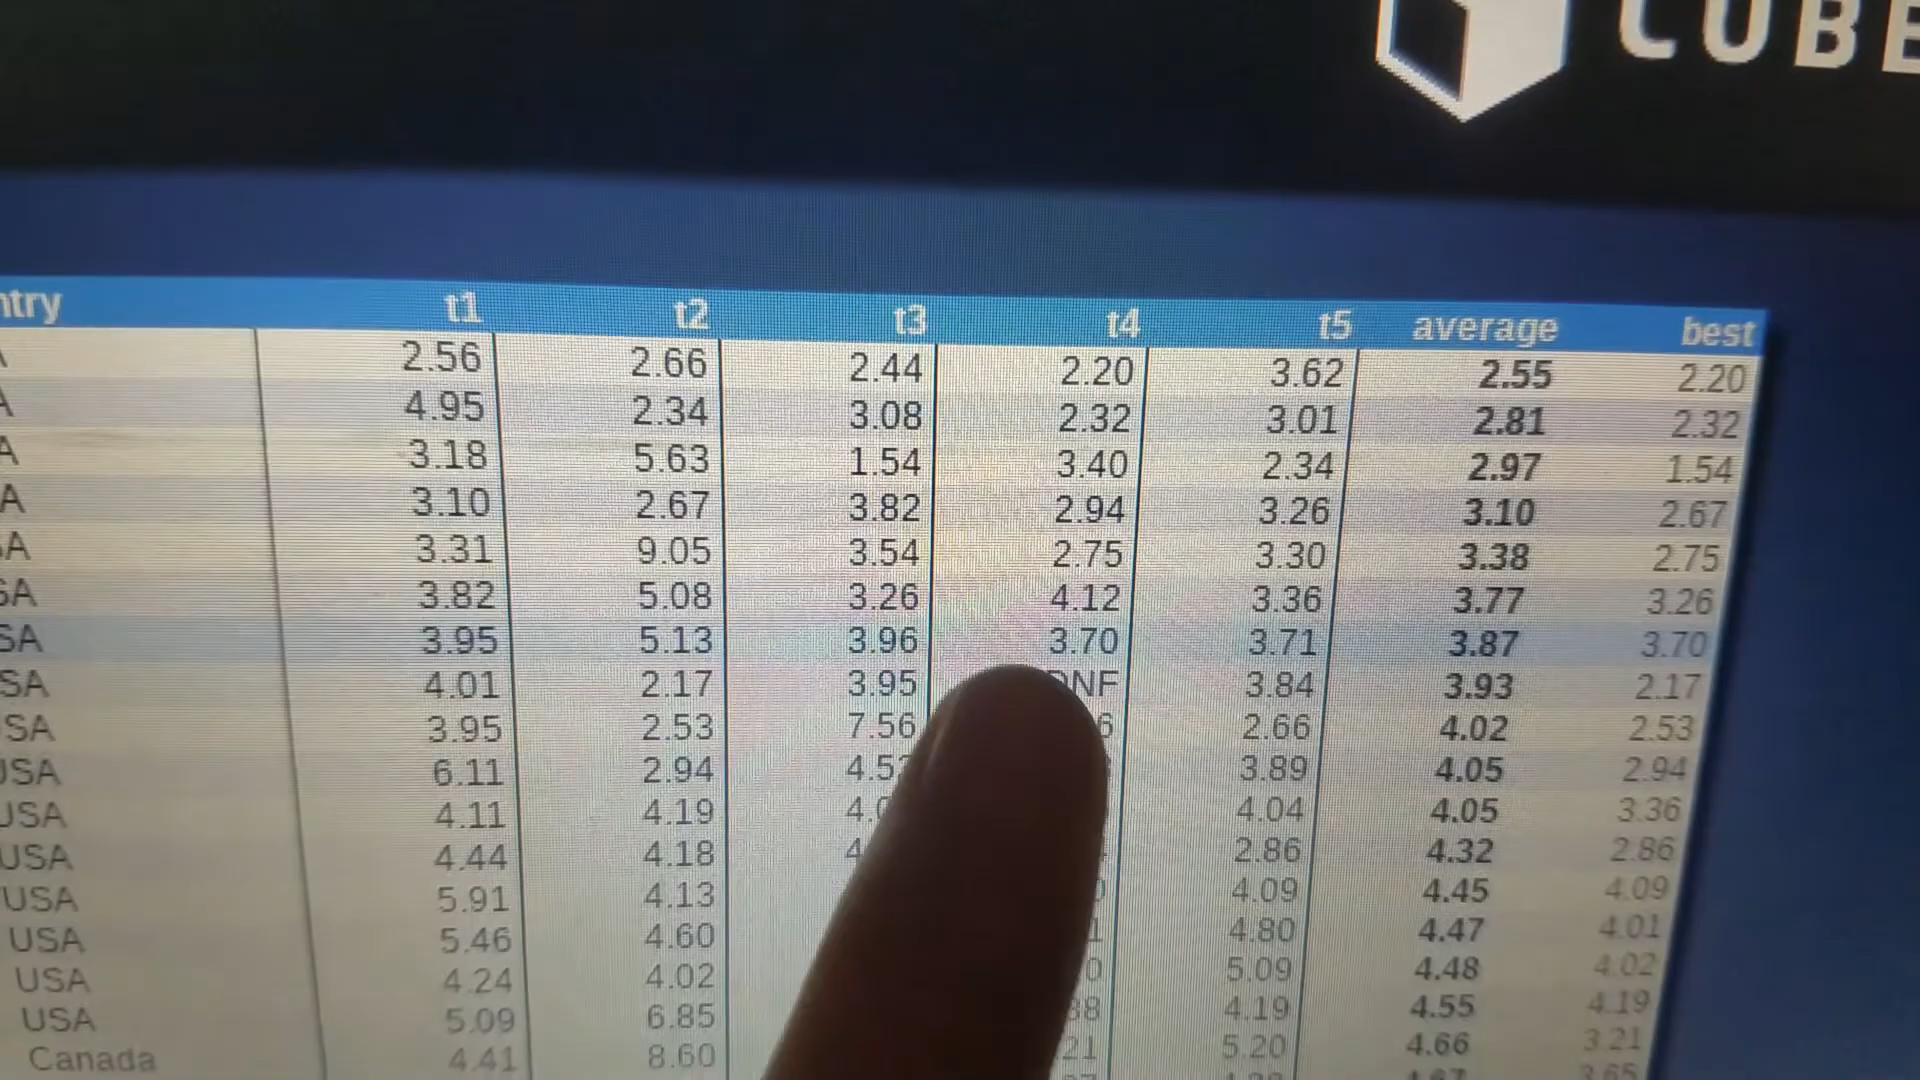 CUBE
ntry t1 t2 t3 t4 t5 average best
A 2.56 2.66 2.44 2.20 3.62 2.55 2.20
A 4.95 2.34 3.08 2.32 3.01 2.81 2.32
A 3.18 5.63 1.54 3.40 2.34 2.97 1.54
A 3.10 2.67 3.82 2.94 3.26 3.10 2.67
SA 3.31 9.05 3.54 2.75 3.30 3.38 2.75
SA 3.82 5.08 3.26 4.12 3.36 3.77 3.26
SA 3.95 5.13 3.96 3.70 3.71 3.87 3.70
SA 4.01 2.17 3.95 DNF 3.84 3.93 2.17
SA 3.95 2.53 7.56 6 2.66 4.02 2.53
USA 6.11 2.94 4.5 3.89 4.05 2.94
USA 4.11 4.19 4.0 4.04 4.05 3.36
USA 4.44 4.18 4 2.86 4.32 2.86
USA 5.91 4.13 0 4.09 4.45 4.09
USA 5.46 4.60 1 4.80 4.47 4.01
USA 4.24 4.02 0 5.09 4.48 4.02
USA 5.09 6.85 38 4.19 4.55 4.19
Canada 4.41 8.60 21 5.20 4.66 3.21
3.65